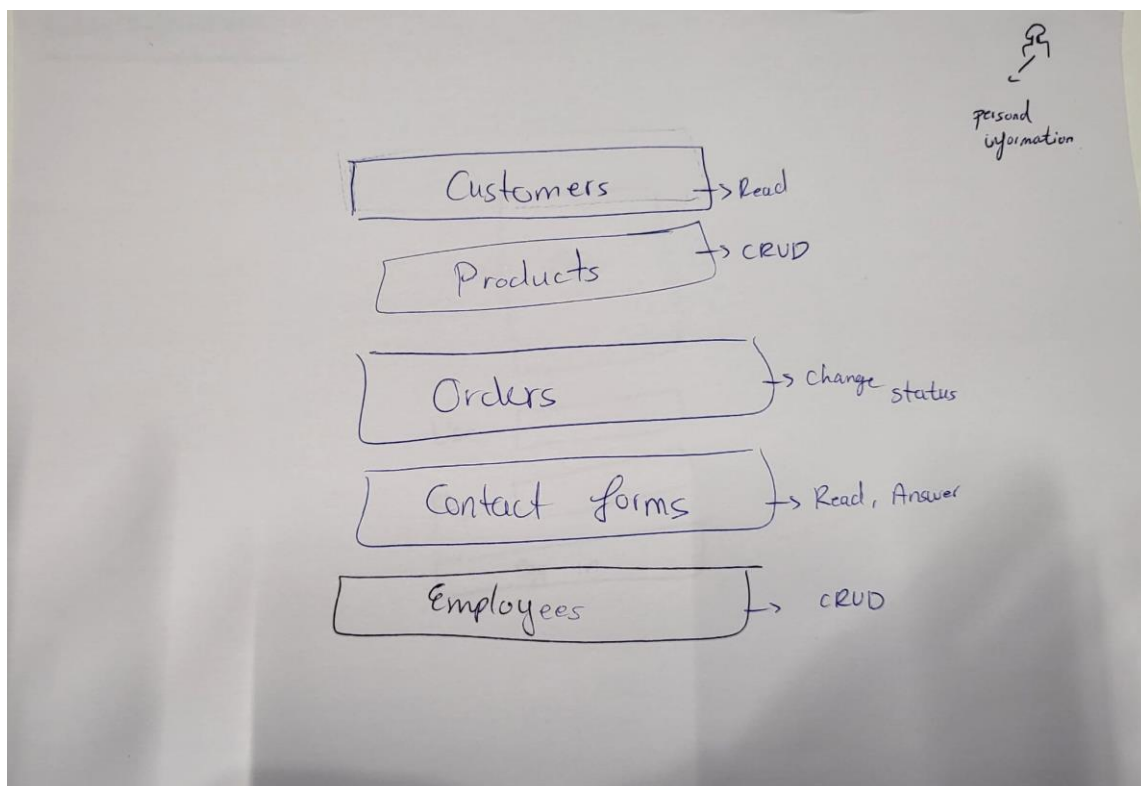 personal
information
Customers → Read
Products → CRUD
Orders → Change status
Contact forms → Read, Answer
Employees → CRUD